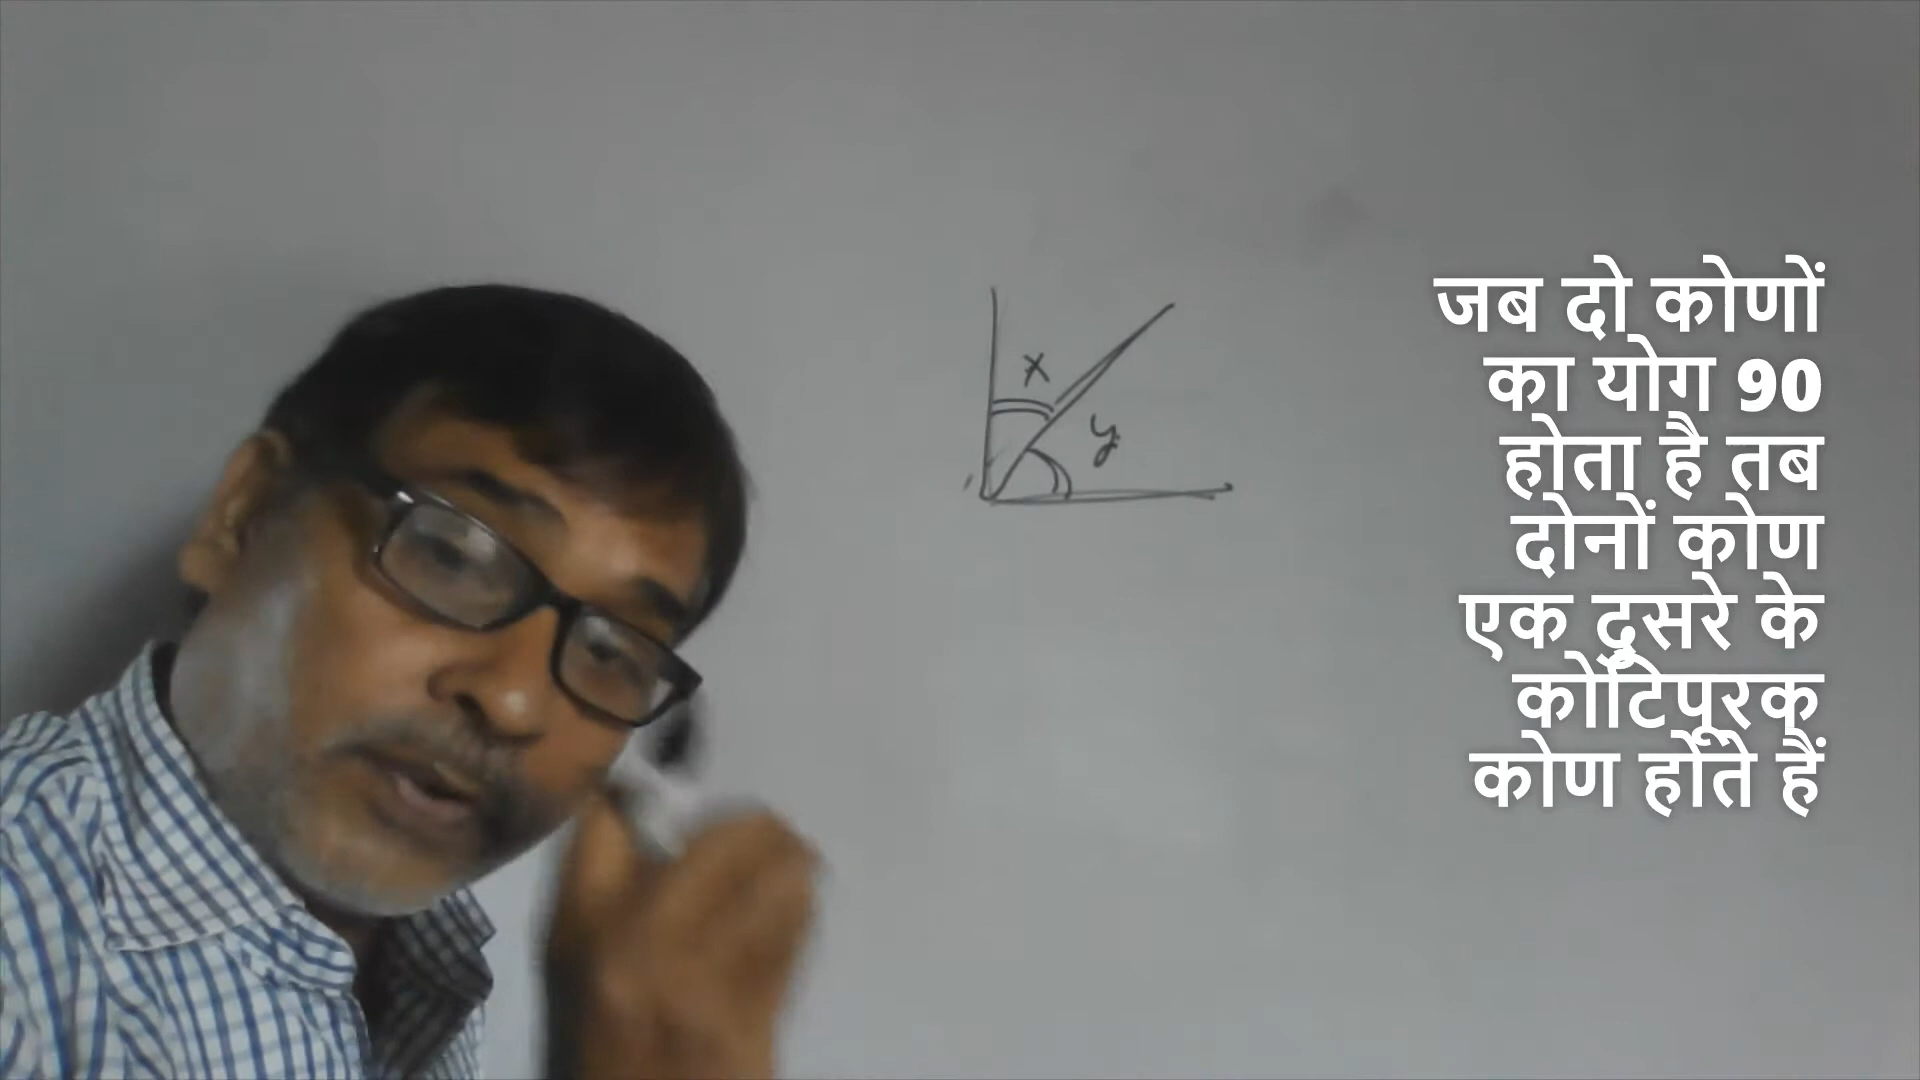 x
y
जब दो कोणों
का योग 90
होता है तब
दोनों कोण
एक दुसरे के
कोटिपूरक
कोण होते हैं